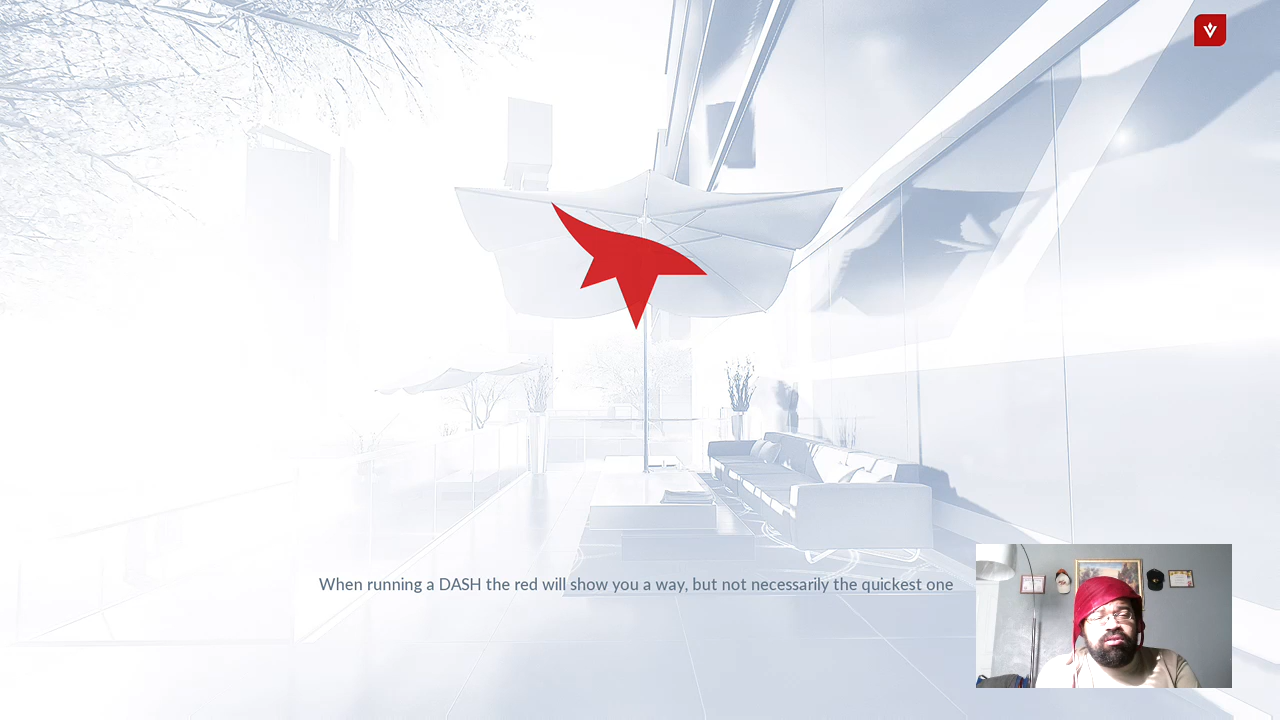 When running a DASH the red will show you a way, but not necessarily the quickest one